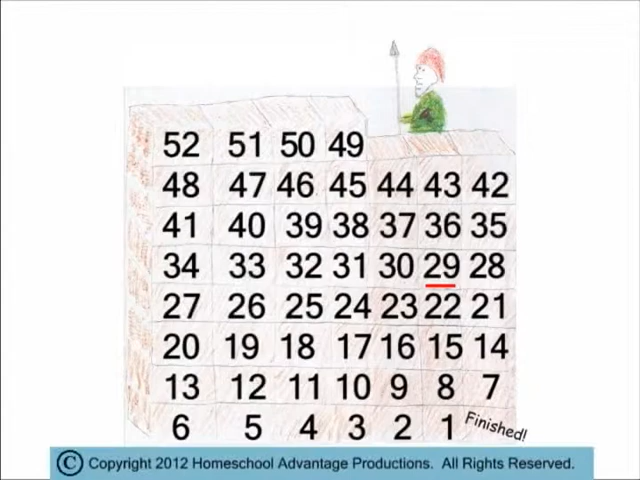 52 51 50 49
48 47 46 45 44 43 42
41 40 39 38 37 36 35
34 33 32 31 30 29 28
27 26 25 24 23 22 21
20 19 18 17 16 15 14
13 12 11 10 9 8 7
6 5 4 3 2 1 Finished!
© Copyright 2012 Homeschool Advantage Productions. All Rights Reserved.